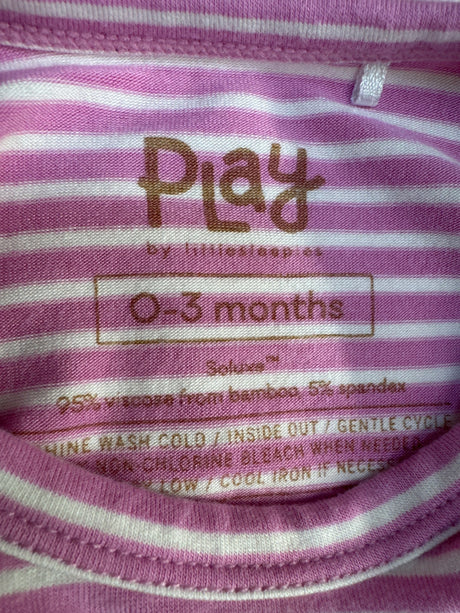 Play
by littlesleepies
0-3 months
Soluxe™
95% viscose from bamboo, 5% spandex
HINE WASH COLD / INSIDE OUT / GENTLE CYCLE
NON-CHLORINE BLEACH WHEN NEEDED
LOW / COOL IRON IF NECES